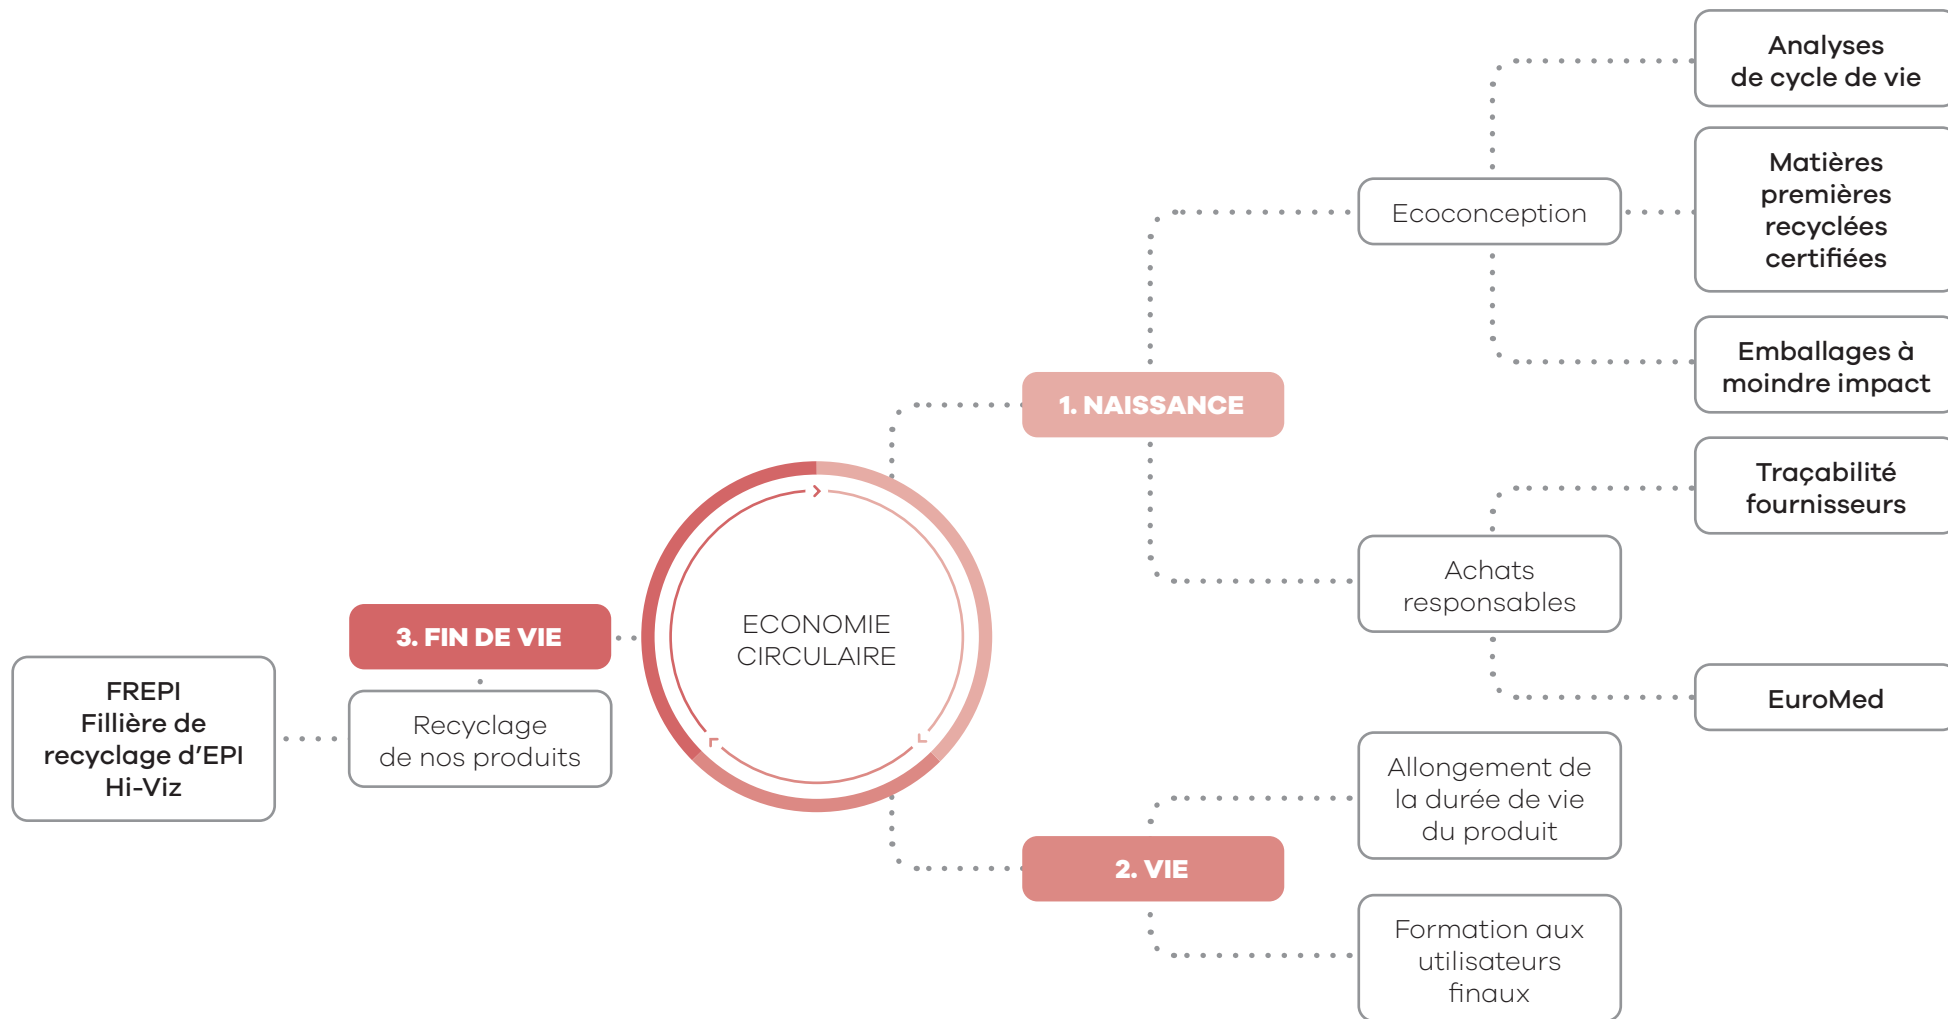 Analyses
de cycle de vie
Matières
premières
recyclées
certifiées
Ecoconception
Emballages à
moindre impact
1. NAISSANCE
Traçabilité
fournisseurs
Achats
responsables
EuroMed
ECONOMIE
CIRCULAIRE
3. FIN DE VIE
Recyclage
de nos produits
FREPI
Fillière de
recyclage d’EPI
Hi-Viz
Allongement de
la durée de vie
du produit
2. VIE
Formation aux
utilisateurs
finaux